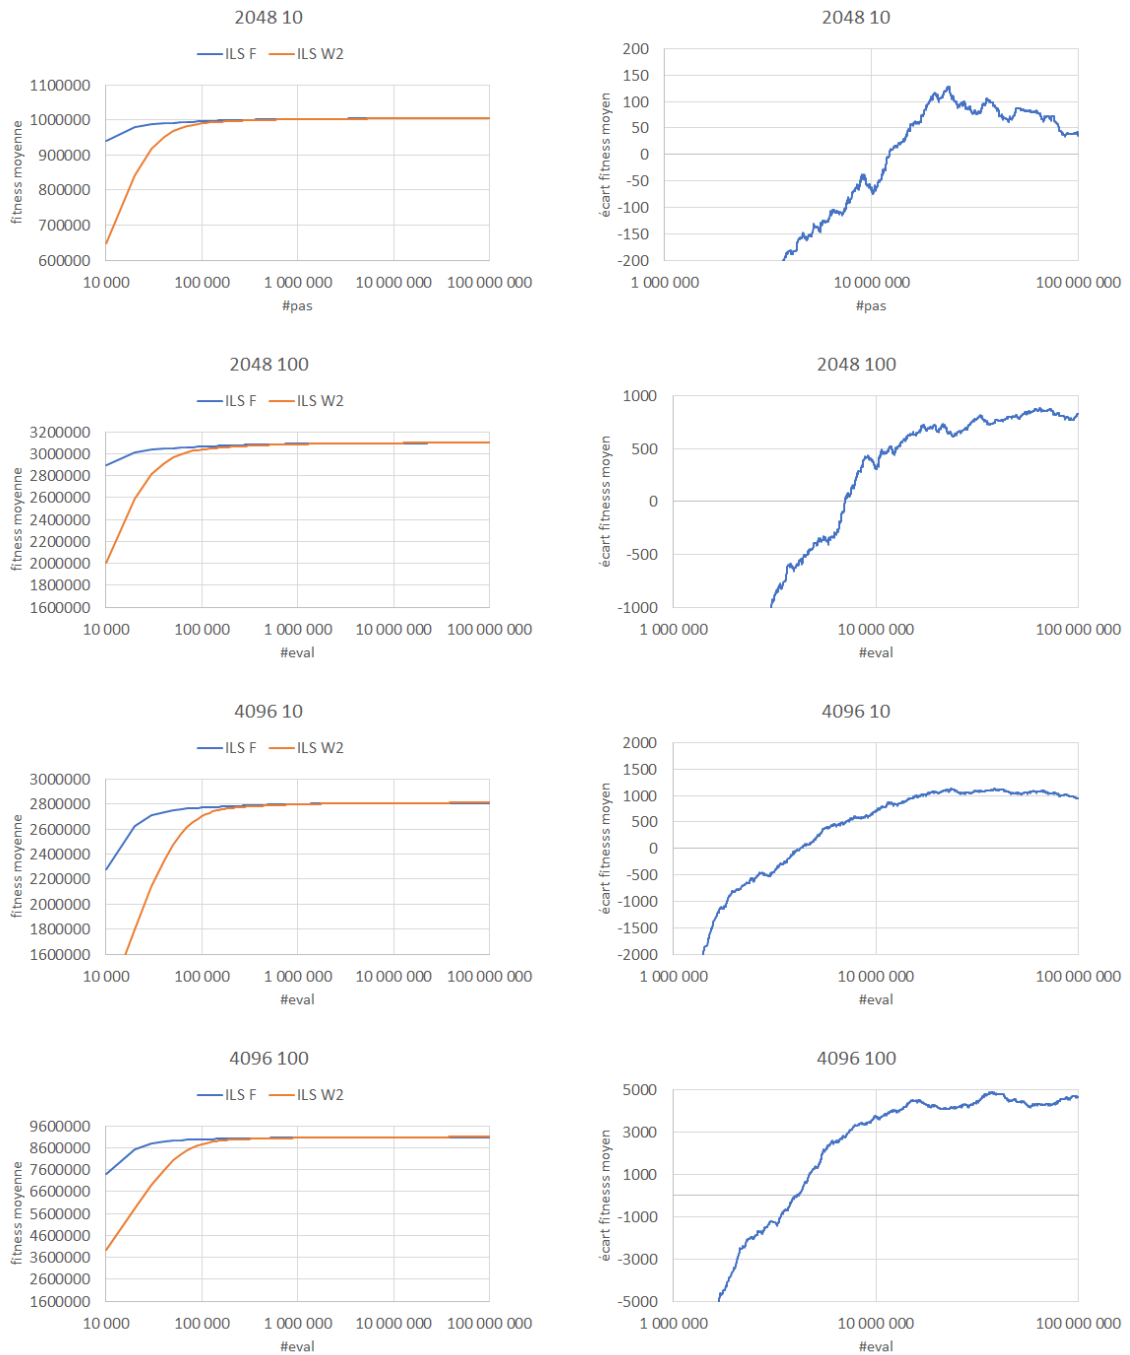 2048 10
ILS F ILS W2
fitness moyenne
1100000
1000000
900000
800000
700000
600000
10 000 100 000 1 000 000 10 000 000 100 000 000
#pas
2048 10
écart fitness moyen
200
150
100
50
0
-50
-100
-150
-200
1 000 000 10 000 000 100 000 000
#pas
2048 100
ILS F ILS W2
fitness moyenne
3200000
3000000
2800000
2600000
2400000
2200000
2000000
1800000
1600000
10 000 100 000 1 000 000 10 000 000 100 000 000
#eval
2048 100
écart fitnesss moyen
1000
500
0
-500
-1000
1 000 000 10 000 000 100 000 000
#eval
4096 10
ILS F ILS W2
fitness moyenne
3000000
2800000
2600000
2400000
2200000
2000000
1800000
1600000
10 000 100 000 1 000 000 10 000 000 100 000 000
#eval
4096 10
écart fitnesss moyen
2000
1500
1000
500
0
-500
-1000
-1500
-2000
1 000 000 10 000 000 100 000 000
#eval
4096 100
ILS F ILS W2
fitness moyenne
9600000
8600000
7600000
6600000
5600000
4600000
3600000
2600000
1600000
10 000 100 000 1 000 000 10 000 000 100 000 000
#eval
4096 100
écart fitnesss moyen
5000
3000
1000
-1000
-3000
-5000
1 000 000 10 000 000 100 000 000
#eval